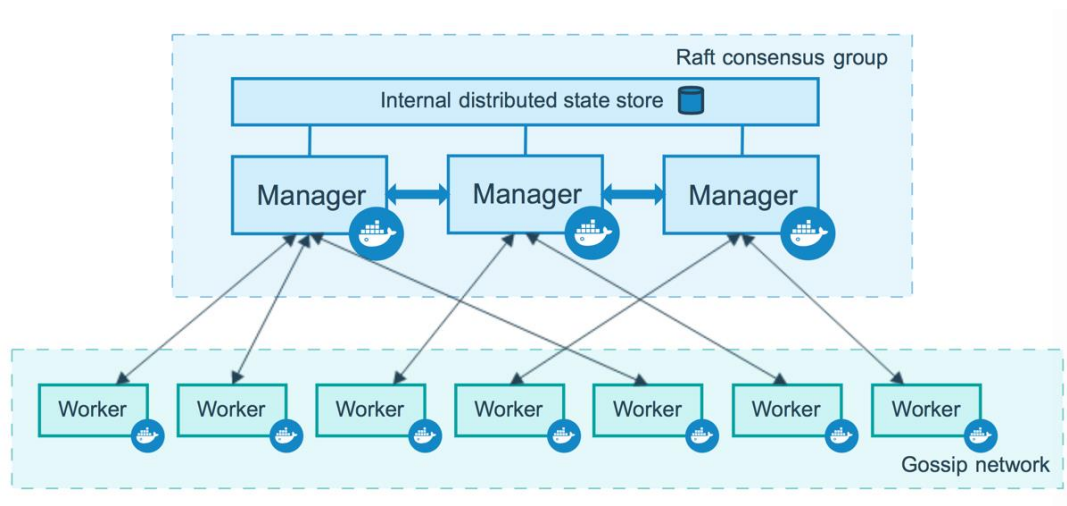 Raft consensus group
Internal distributed state store
Manager
Manager
Manager
Worker
Worker
Worker
Worker
Worker
Worker
Worker
Gossip network